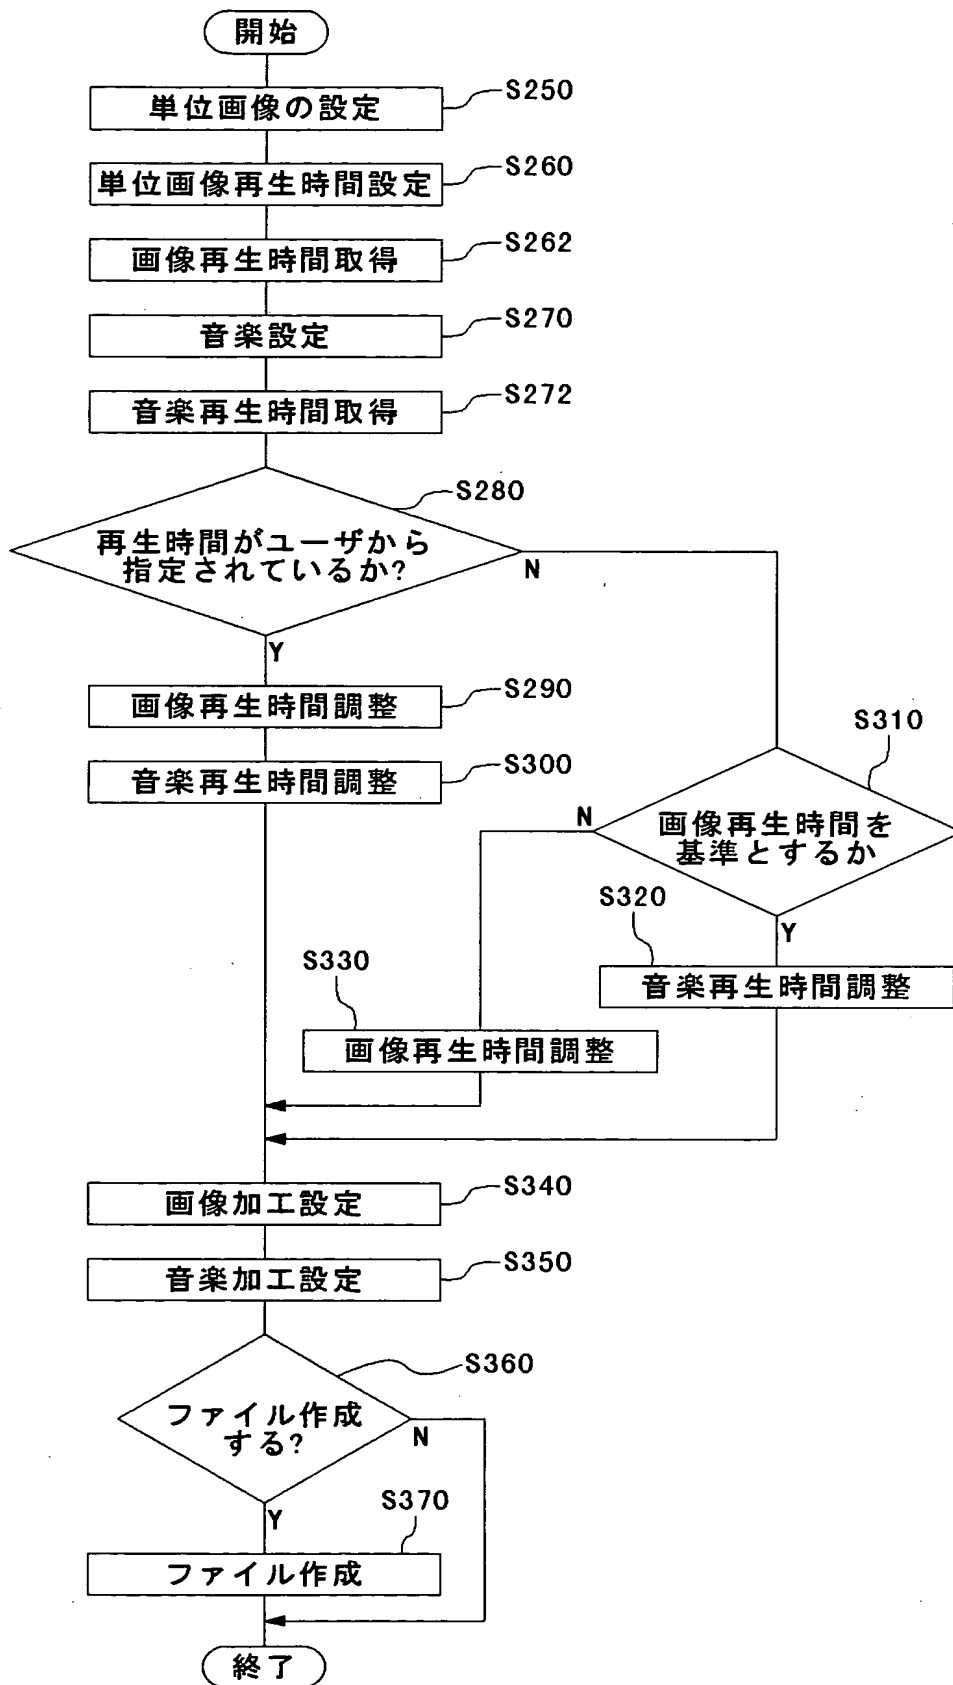 開始
単位画像の設定
S250
単位画像再生時間設定
S260
画像再生時間取得
S262
音楽設定
S270
音楽再生時間取得
S272
S280
再生時間がユーザから
指定されているか?
N
Y
画像再生時間調整
S290
音楽再生時間調整
S300
S310
画像再生時間を
基準とするか
N
Y
S320
音楽再生時間調整
S330
画像再生時間調整
画像加工設定
S340
音楽加工設定
S350
S360
ファイル作成
する?
N
Y
S370
ファイル作成
終了